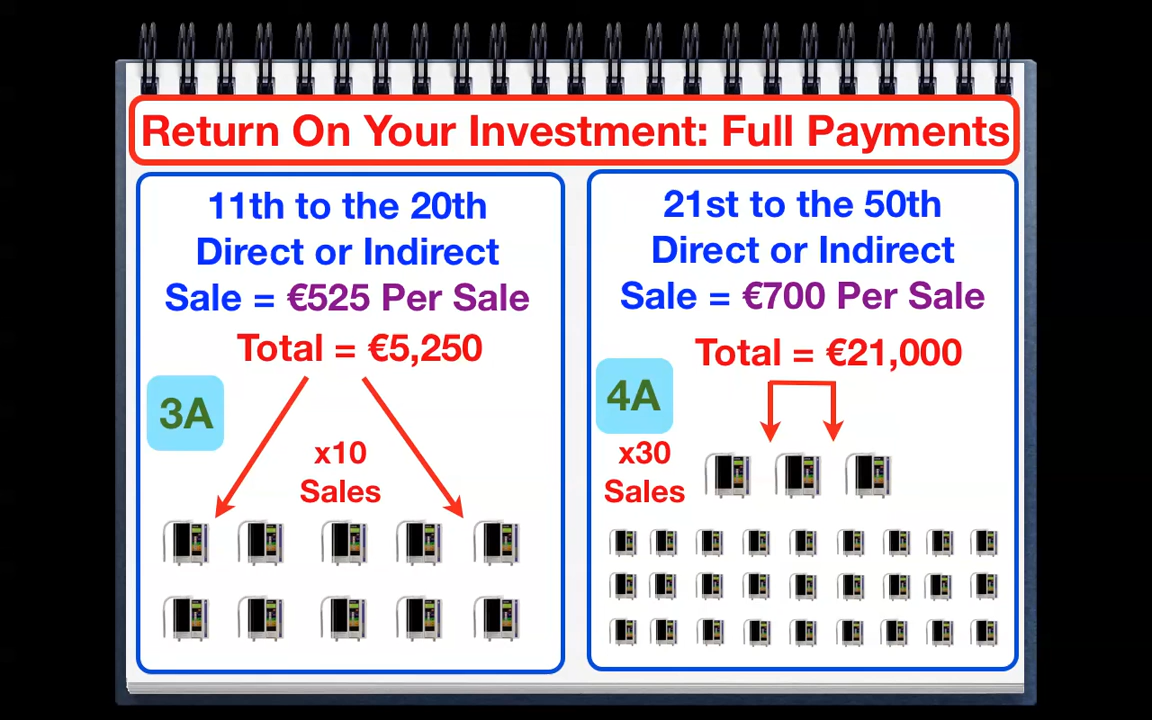 Return On Your Investment: Full Payments
11th to the 20th
Direct or Indirect
Sale = €525 Per Sale
Total = €5,250
3A
x10
Sales
21st to the 50th
Direct or Indirect
Sale = €700 Per Sale
Total = €21,000
4A
x30
Sales